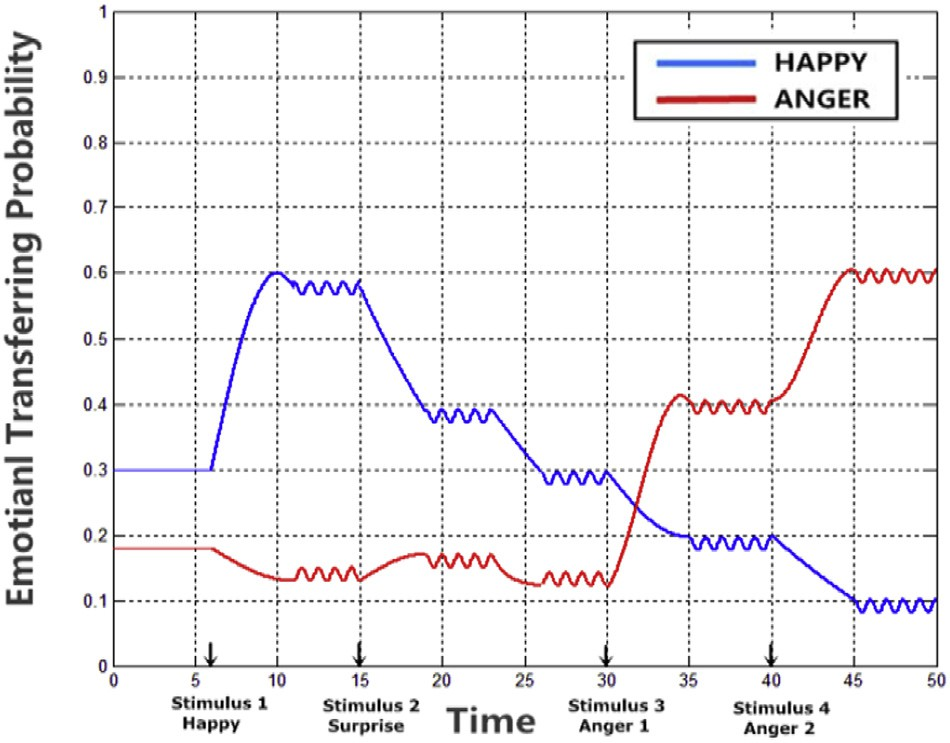 1
0.9
0.8
0.7
0.6
0.5
0.4
0.3
0.2
0.1
0
Emotianl Transferring Probability
HAPPY
ANGER
0 5 10 15 20 25 30 35 40 45 50
Stimulus 1
Happy
Stimulus 2
Surprise
Time
Stimulus 3
Anger 1
Stimulus 4
Anger 2